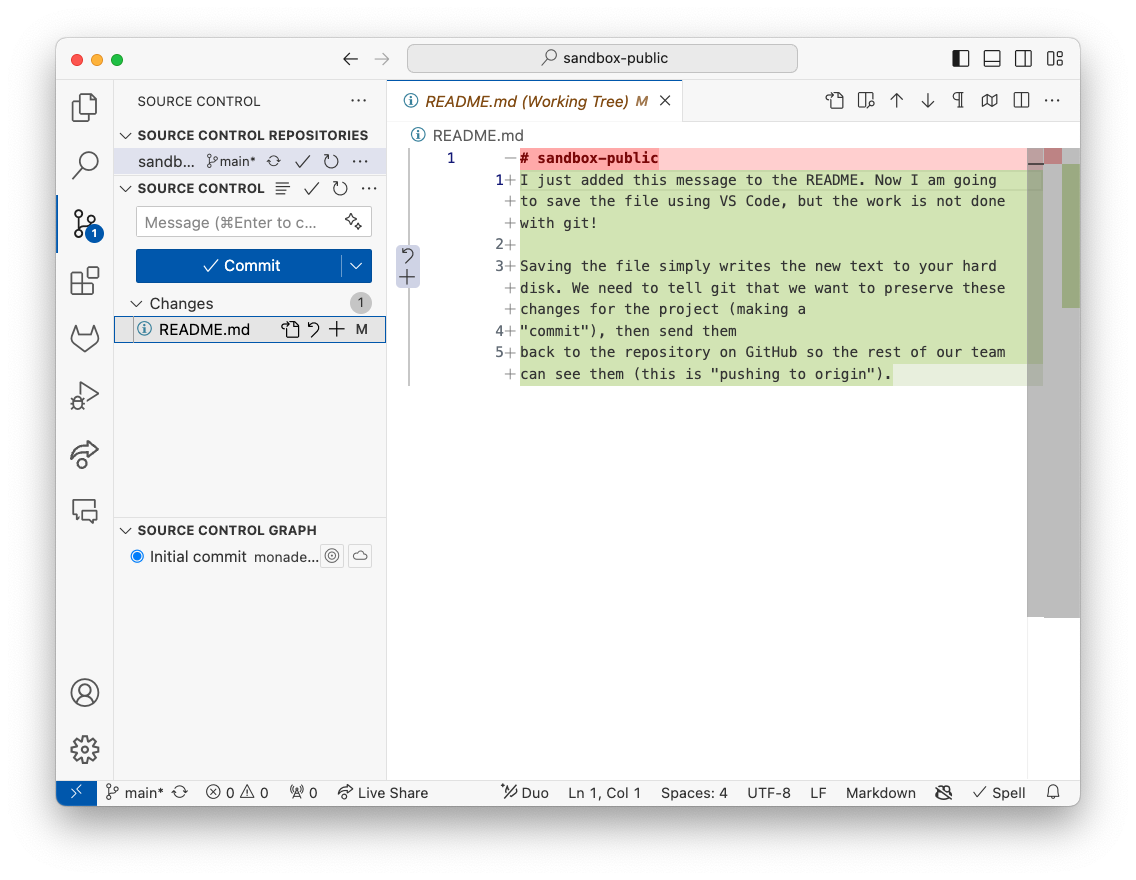 sandbox-public
SOURCE CONTROL
SOURCE CONTROL REPOSITORIES
sandb... main*
SOURCE CONTROL
Message (⌘Enter to c...
Commit
Changes 1
README.md M
1
SOURCE CONTROL GRAPH
Initial commit monade...
README.md (Working Tree) M
README.md
1 — # sandbox-public
1+ I just added this message to the README. Now I am going
+ to save the file using VS Code, but the work is not done
+ with git!
2+
3+ Saving the file simply writes the new text to your hard
+ disk. We need to tell git that we want to preserve these
+ changes for the project (making a
4+ "commit"), then send them
5+ back to the repository on GitHub so the rest of our team
+ can see them (this is "pushing to origin").
main* 0 0 0 Live Share Duo Ln 1, Col 1 Spaces: 4 UTF-8 LF Markdown Spell